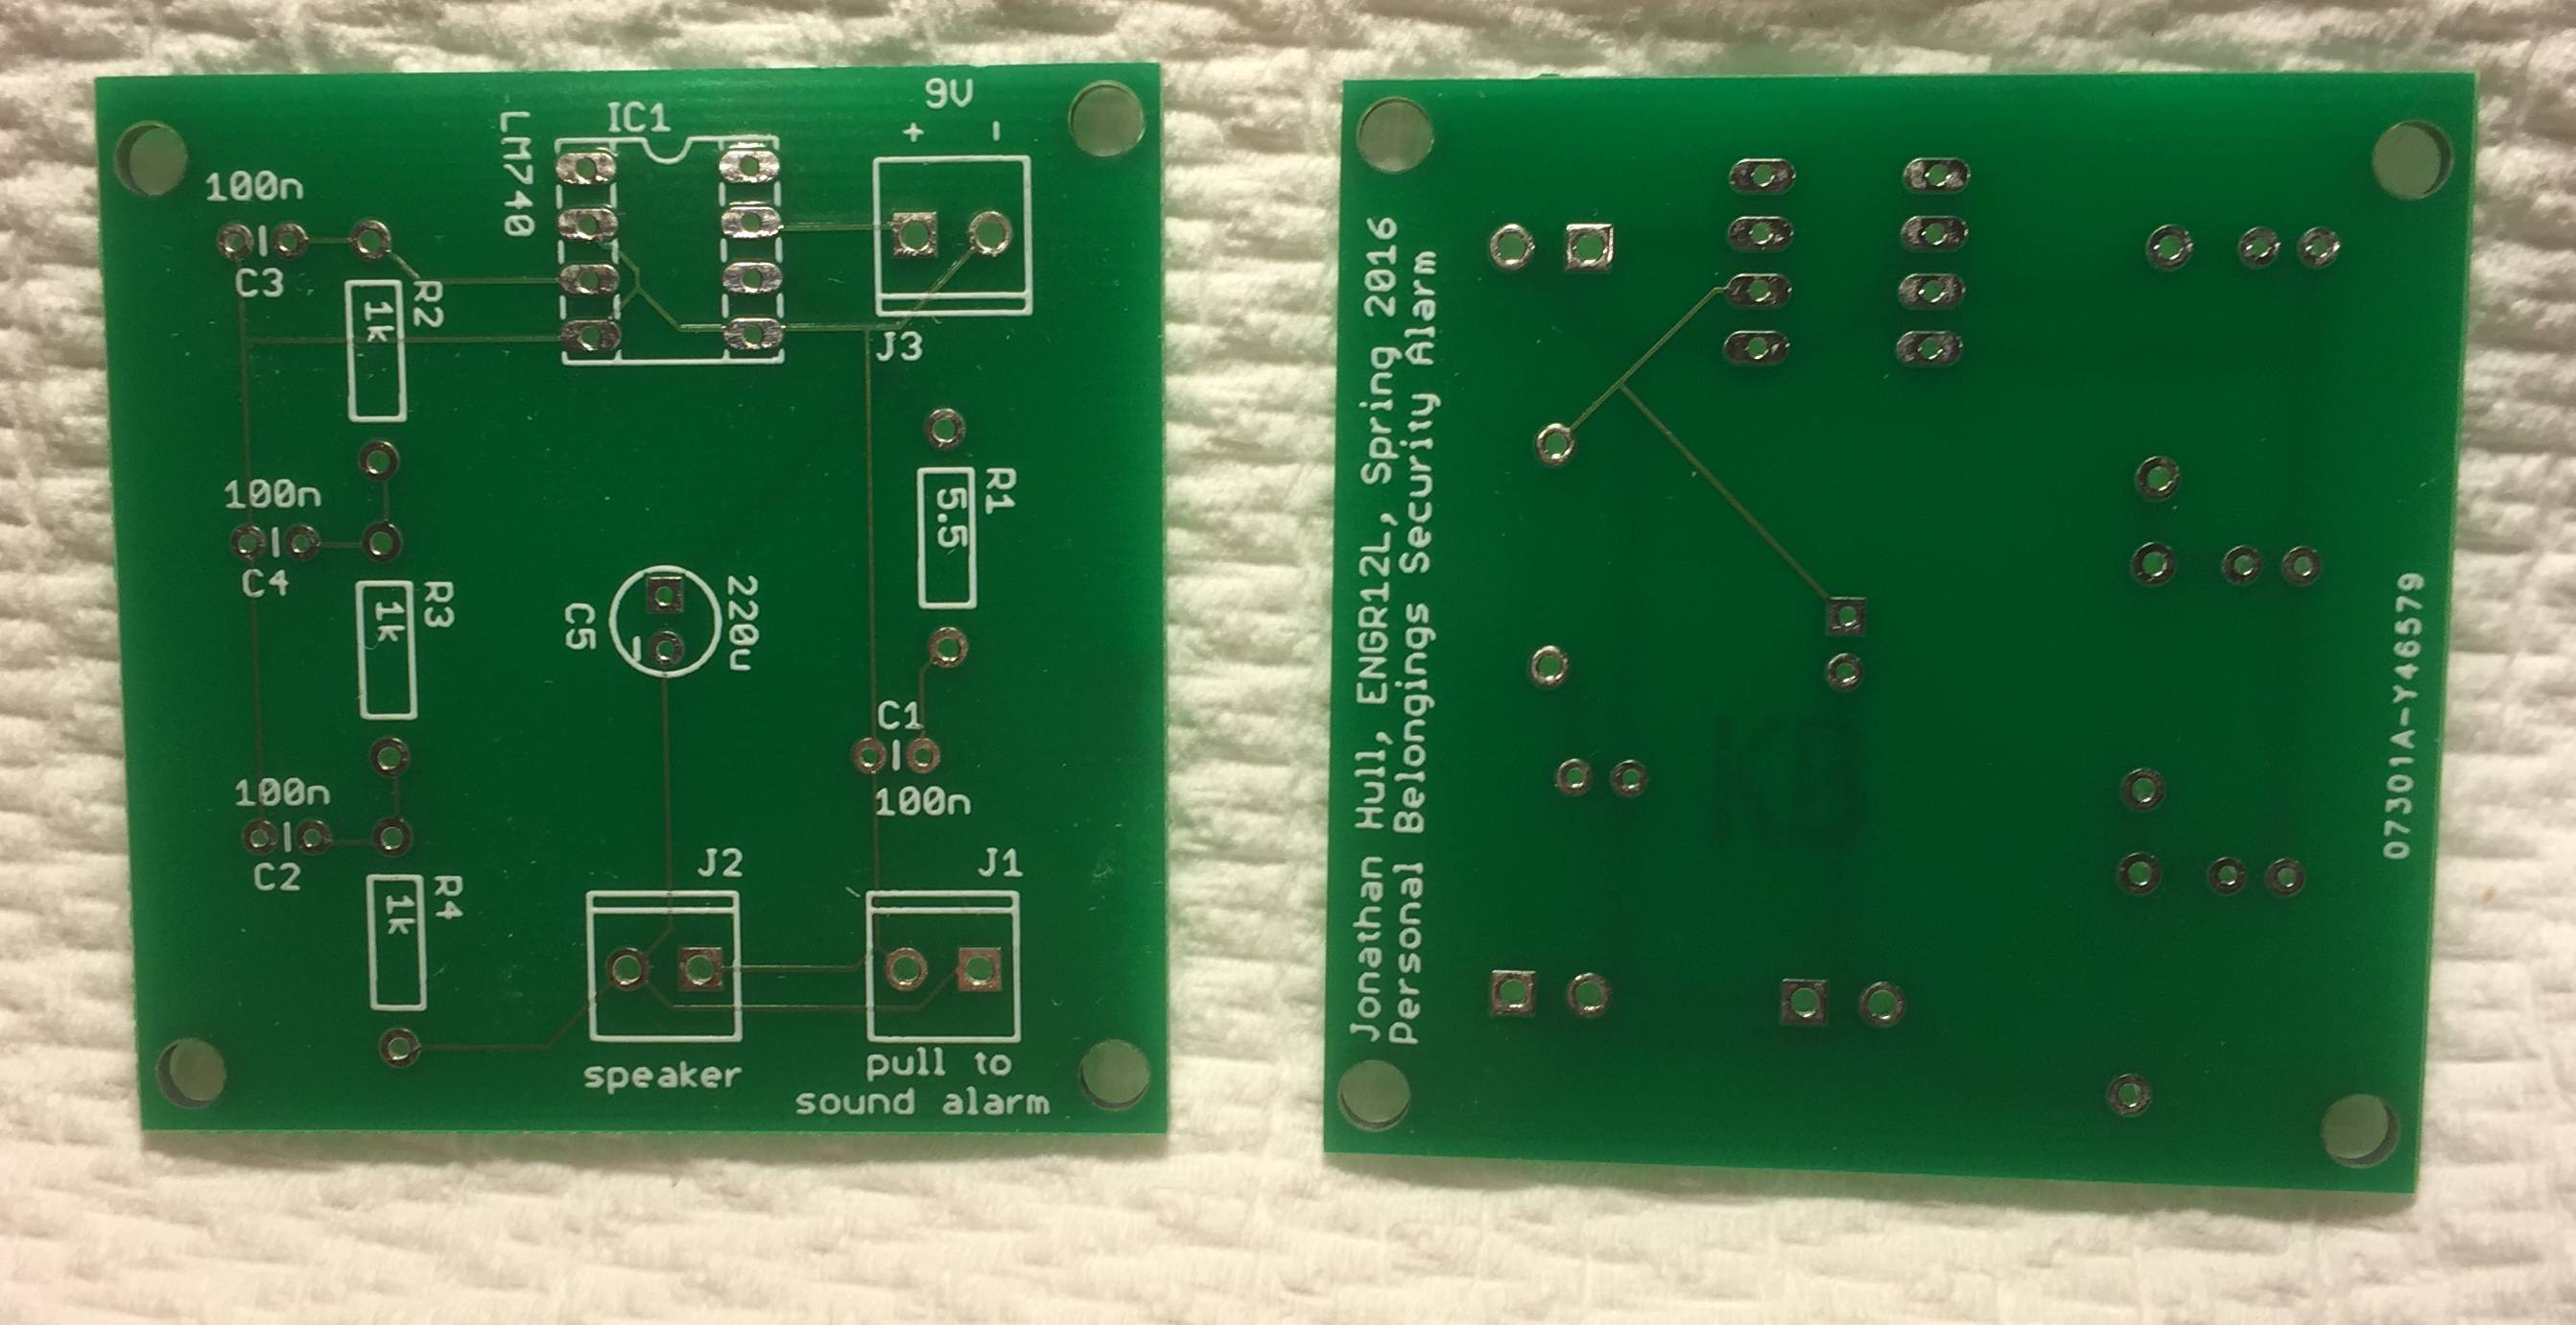 9V
+ -
IC1
LM740
100n
C3
R2
1k
J3
R1
5.5
100n
C4
R3
1k
220u
C5
C1
100n
100n
C2
R4
1k
J2
J1
speaker
pull to
sound alarm
Jonathan Hull, ENGR12L, Spring 2016
Personal Belongings Security Alarm
KB
07301A-Y46579